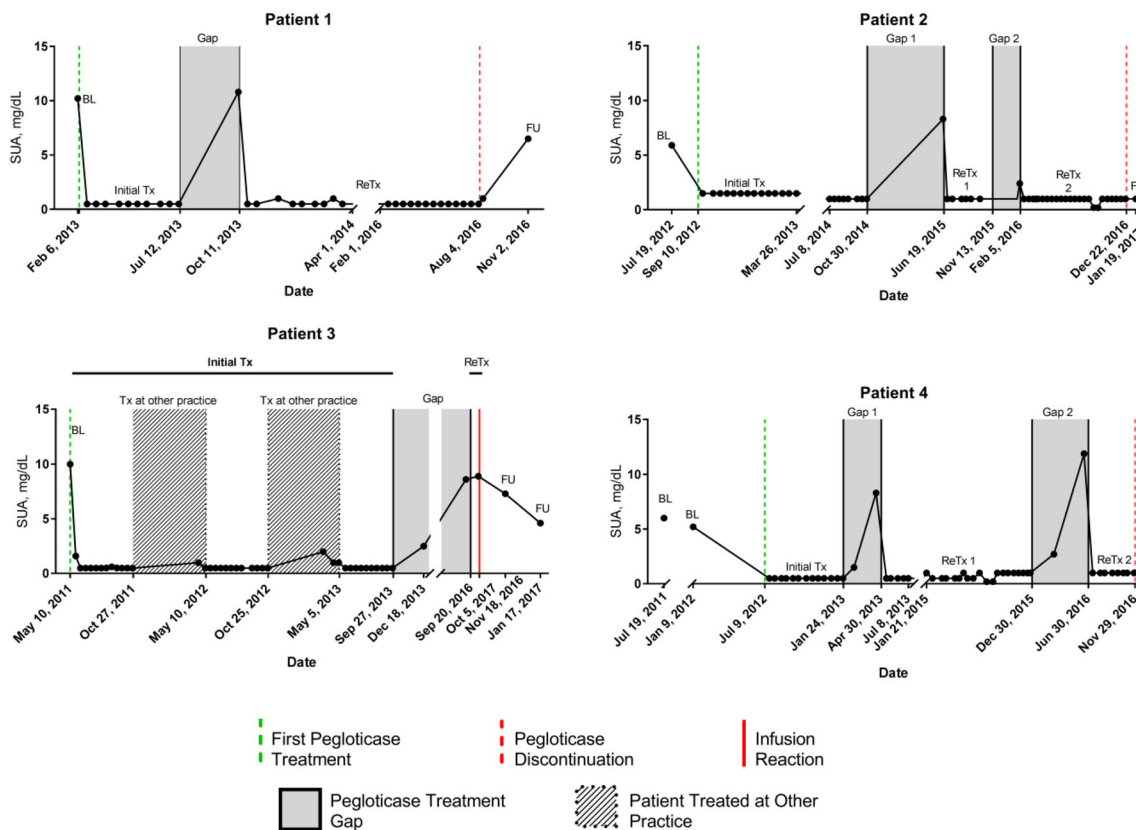 Patient 1
Gap
15
10
5
0
SUA, mg/dL
BL
Initial Tx
ReTx
FU
Feb 6, 2013
Jul 12, 2013
Oct 11, 2013
Apr 1, 2014
Feb 1, 2016
Aug 4, 2016
Nov 2, 2016
Date
Patient 2
Gap 1
Gap 2
15
10
5
0
SUA, mg/dL
BL
Initial Tx
ReTx
1
ReTx
2
F
Jul 19, 2012
Sep 10, 2012
Mar 26, 2013
Jul 8, 2014
Oct 30, 2014
Jun 19, 2015
Nov 13, 2015
Feb 5, 2016
Dec 22, 2016
Jan 19, 2017
Date
Patient 3
Initial Tx
ReTx
Tx at other practice
Tx at other practice
Gap
15
10
5
0
SUA, mg/dL
BL
FU
FU
May 10, 2011
Oct 27, 2011
May 10, 2012
Oct 25, 2012
May 5, 2013
Sep 27, 2013
Dec 18, 2013
Sep 20, 2016
Oct 5, 2017
Nov 18, 2016
Jan 17, 2017
Date
Patient 4
Gap 1
Gap 2
15
10
5
0
SUA, mg/dL
BL
BL
Initial Tx
ReTx 1
ReTx 2
Jul 19, 2011
Jan 9, 2012
Jul 9, 2012
Jan 24, 2013
Apr 30, 2013
Jul 8, 2013
Jan 21, 2015
Dec 30, 2015
Jun 30, 2016
Nov 29, 2016
Date
First Pegloticase
Treatment
Pegloticase
Discontinuation
Infusion
Reaction
Pegloticase Treatment
Gap
Patient Treated at Other
Practice